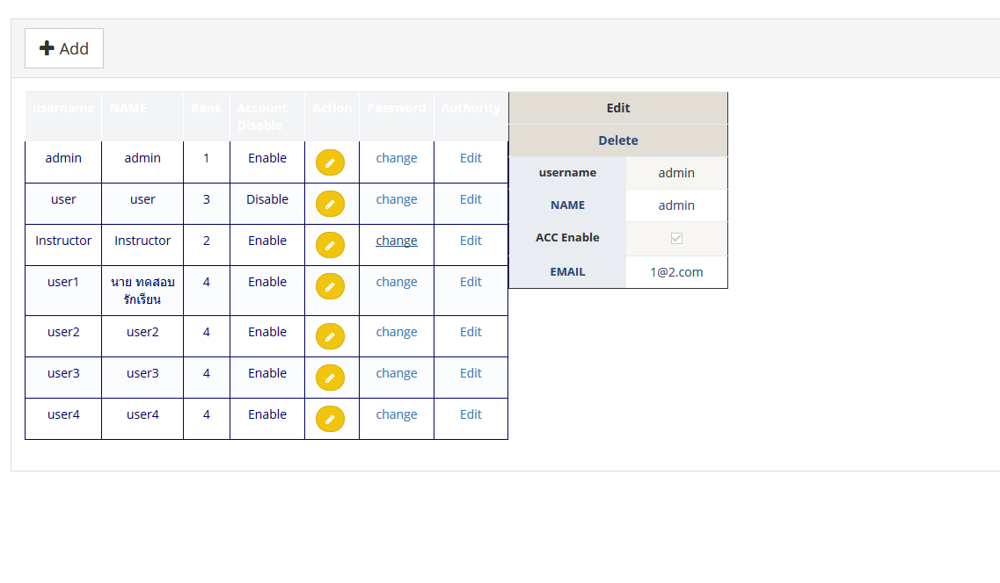 Add
username NAME Rank Account Disable Action Password Authority
admin admin 1 Enable change Edit
user user 3 Disable change Edit
Instructor Instructor 2 Enable change Edit
user1 นาย ทดสอบ รักเรียน 4 Enable change Edit
user2 user2 4 Enable change Edit
user3 user3 4 Enable change Edit
user4 user4 4 Enable change Edit
Edit
Delete
username admin
NAME admin
ACC Enable
EMAIL 1@2.com